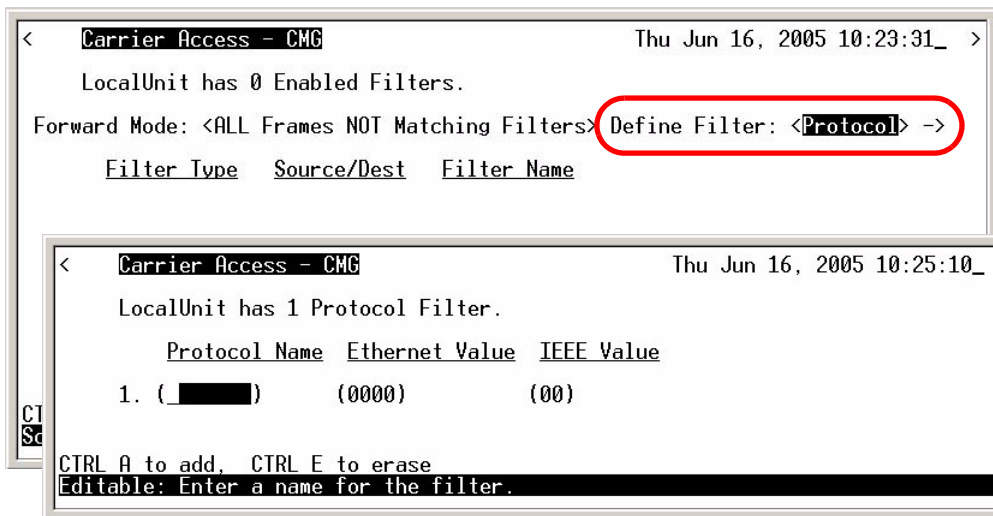 < Carrier Access - CMG Thu Jun 16, 2005 10:23:31_ >
LocalUnit has 0 Enabled Filters.
Forward Mode: <ALL Frames NOT Matching Filters> Define Filter: <Protocol> ->
Filter Type Source/Dest Filter Name
< Carrier Access - CMG Thu Jun 16, 2005 10:25:10_
LocalUnit has 1 Protocol Filter.
Protocol Name Ethernet Value IEEE Value
1. (_ ) (0000) (00)
CT
Sc
CTRL A to add, CTRL E to erase
Editable: Enter a name for the filter.